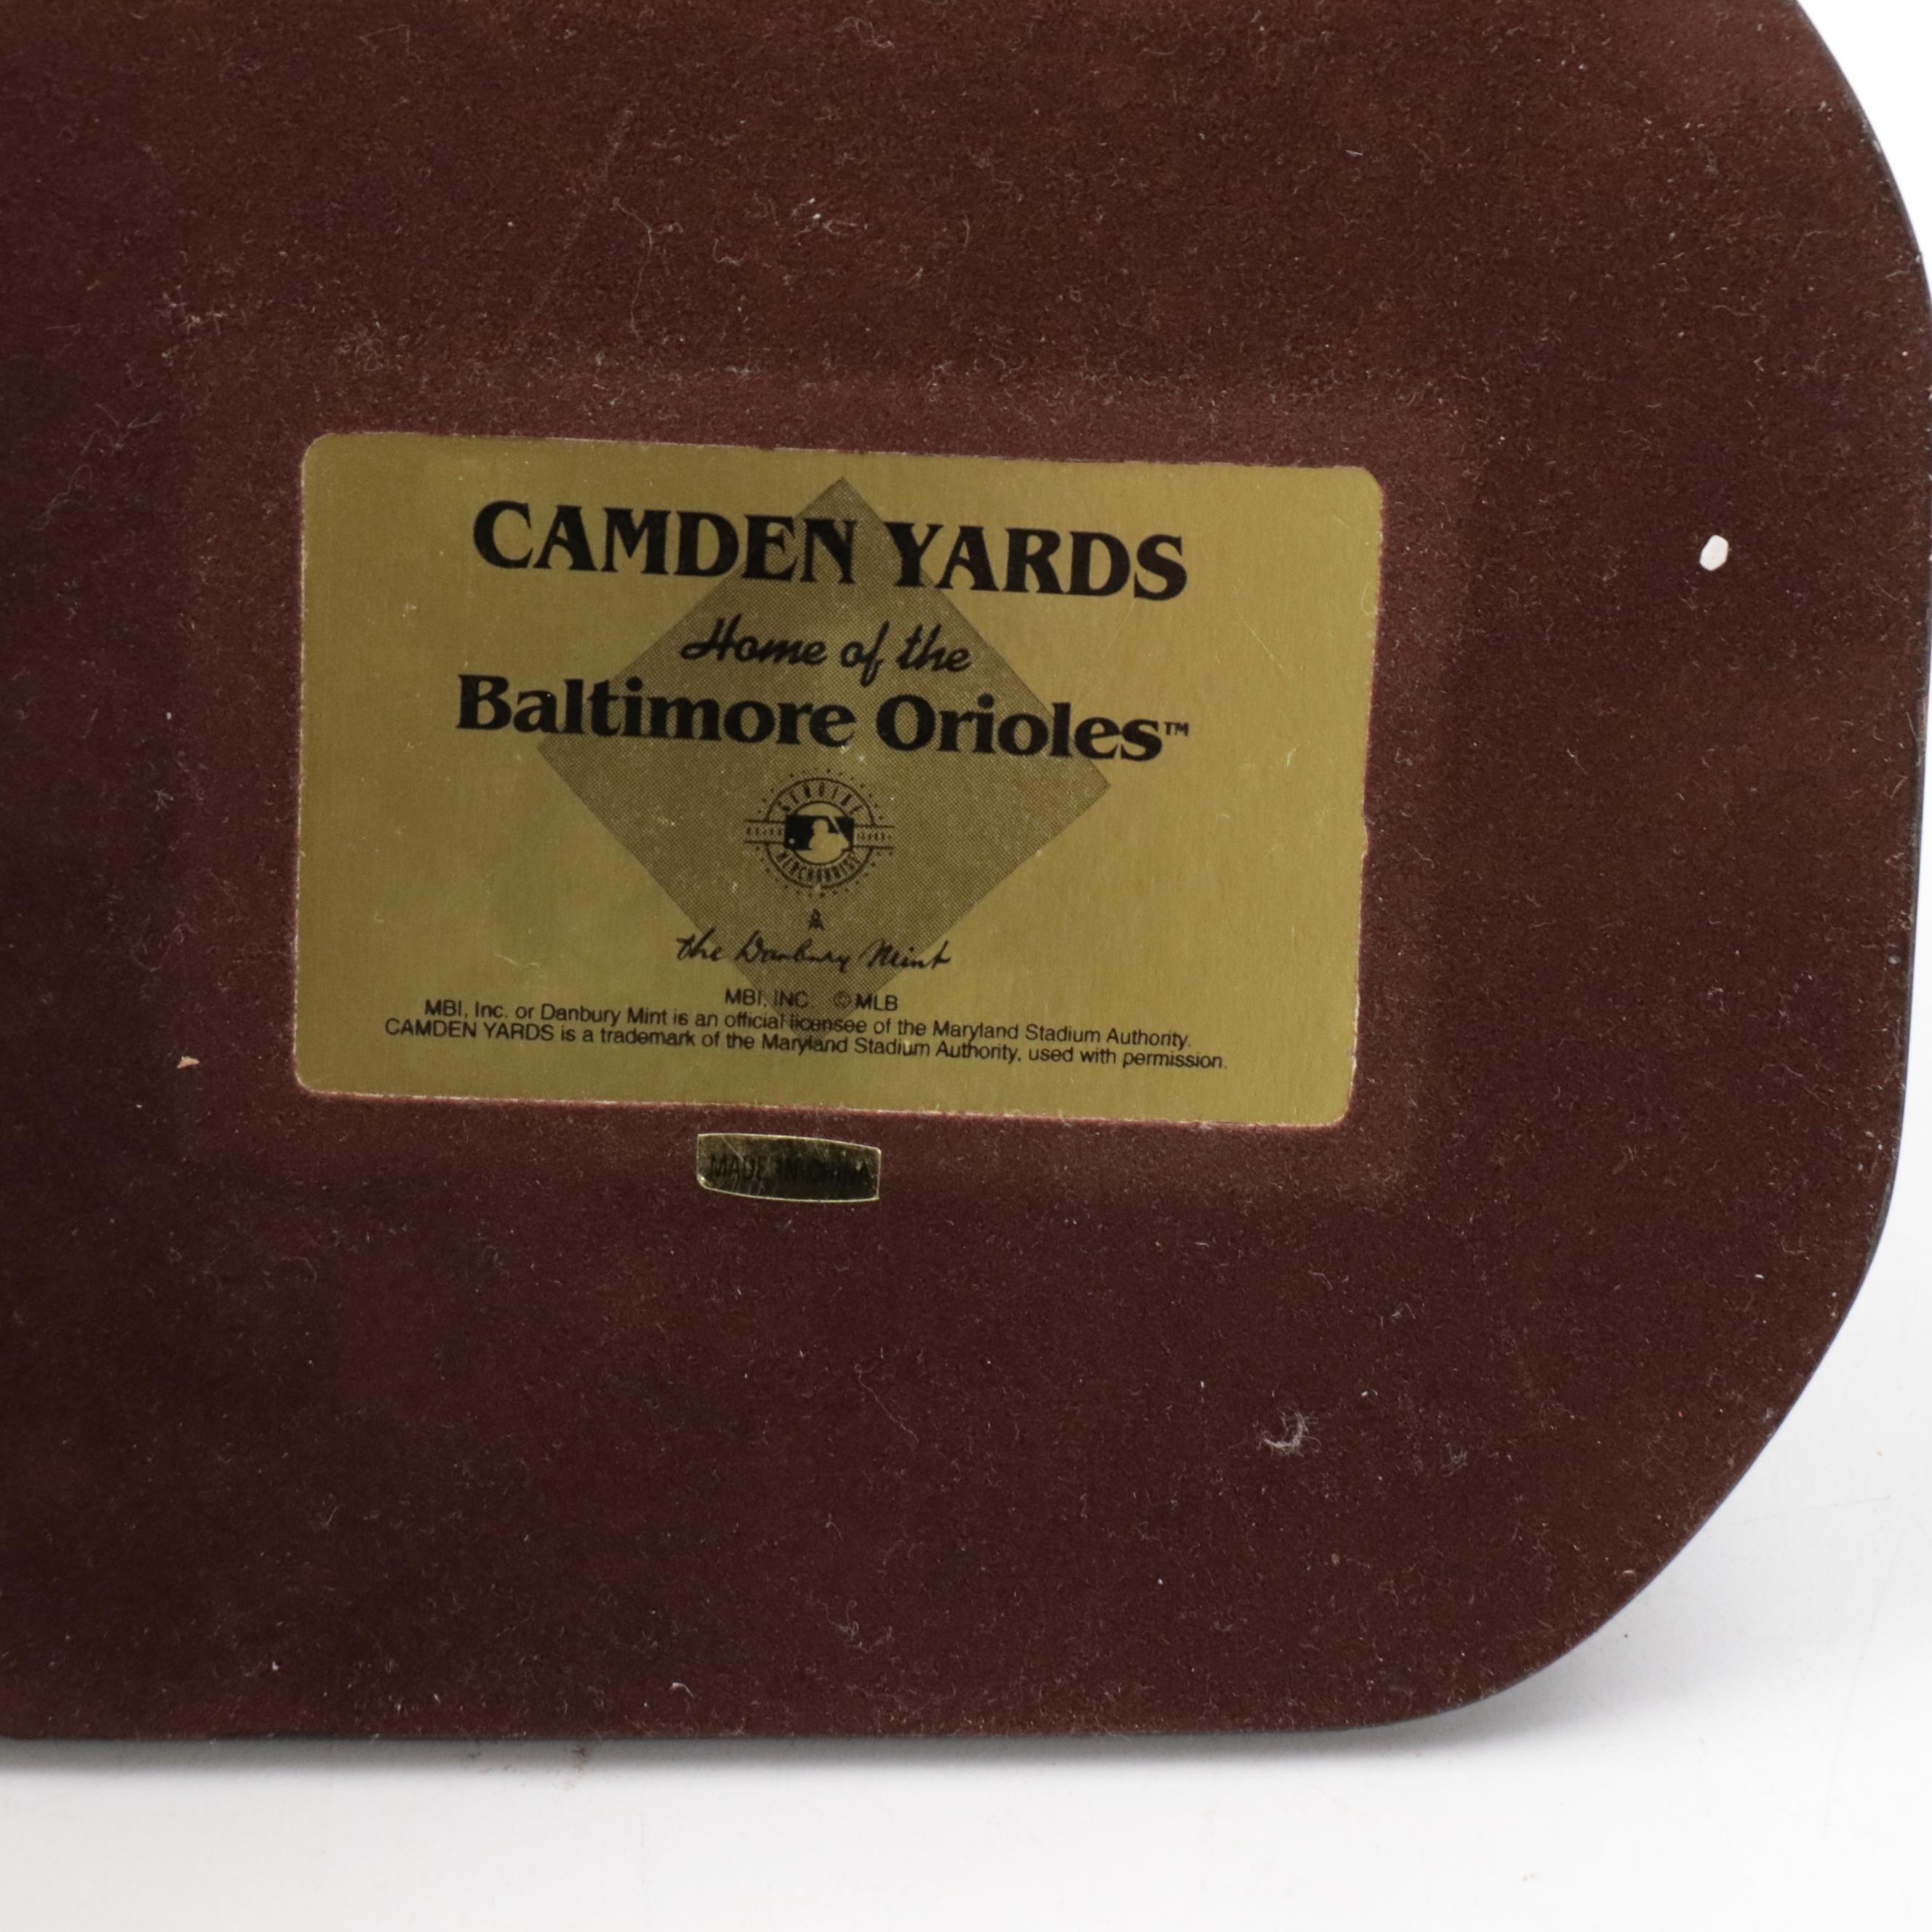 CAMDEN YARDS
Home of the
Baltimore Orioles™
GENUINE
MERCHANDISE
the Danbury Mint
MBI, INC. ©MLB
MBI, Inc. or Danbury Mint is an official licensee of the Maryland Stadium Authority.
CAMDEN YARDS is a trademark of the Maryland Stadium Authority, used with permission.
MADE IN CHINA